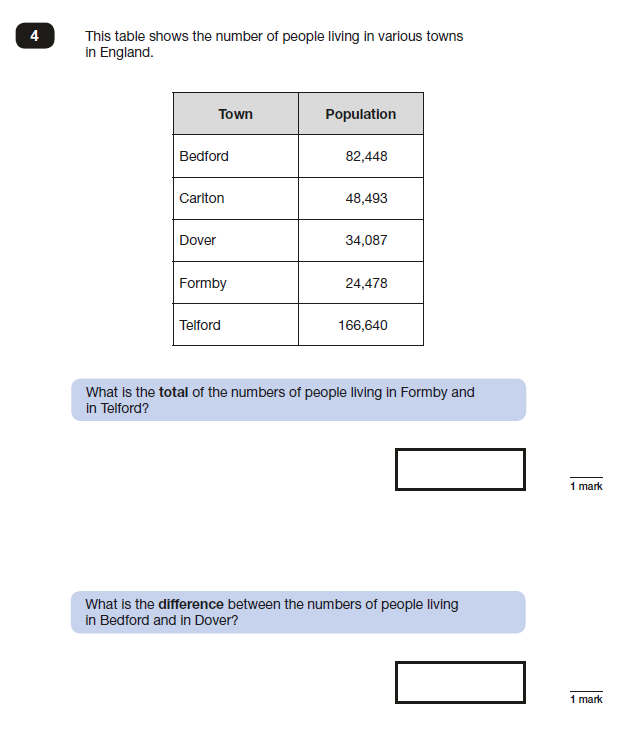 4
This table shows the number of people living in various towns
in England.
Town Population
Bedford 82,448
Carlton 48,493
Dover 34,087
Formby 24,478
Telford 166,640
What is the total of the numbers of people living in Formby and
in Telford?
1 mark
What is the difference between the numbers of people living
in Bedford and in Dover?
1 mark